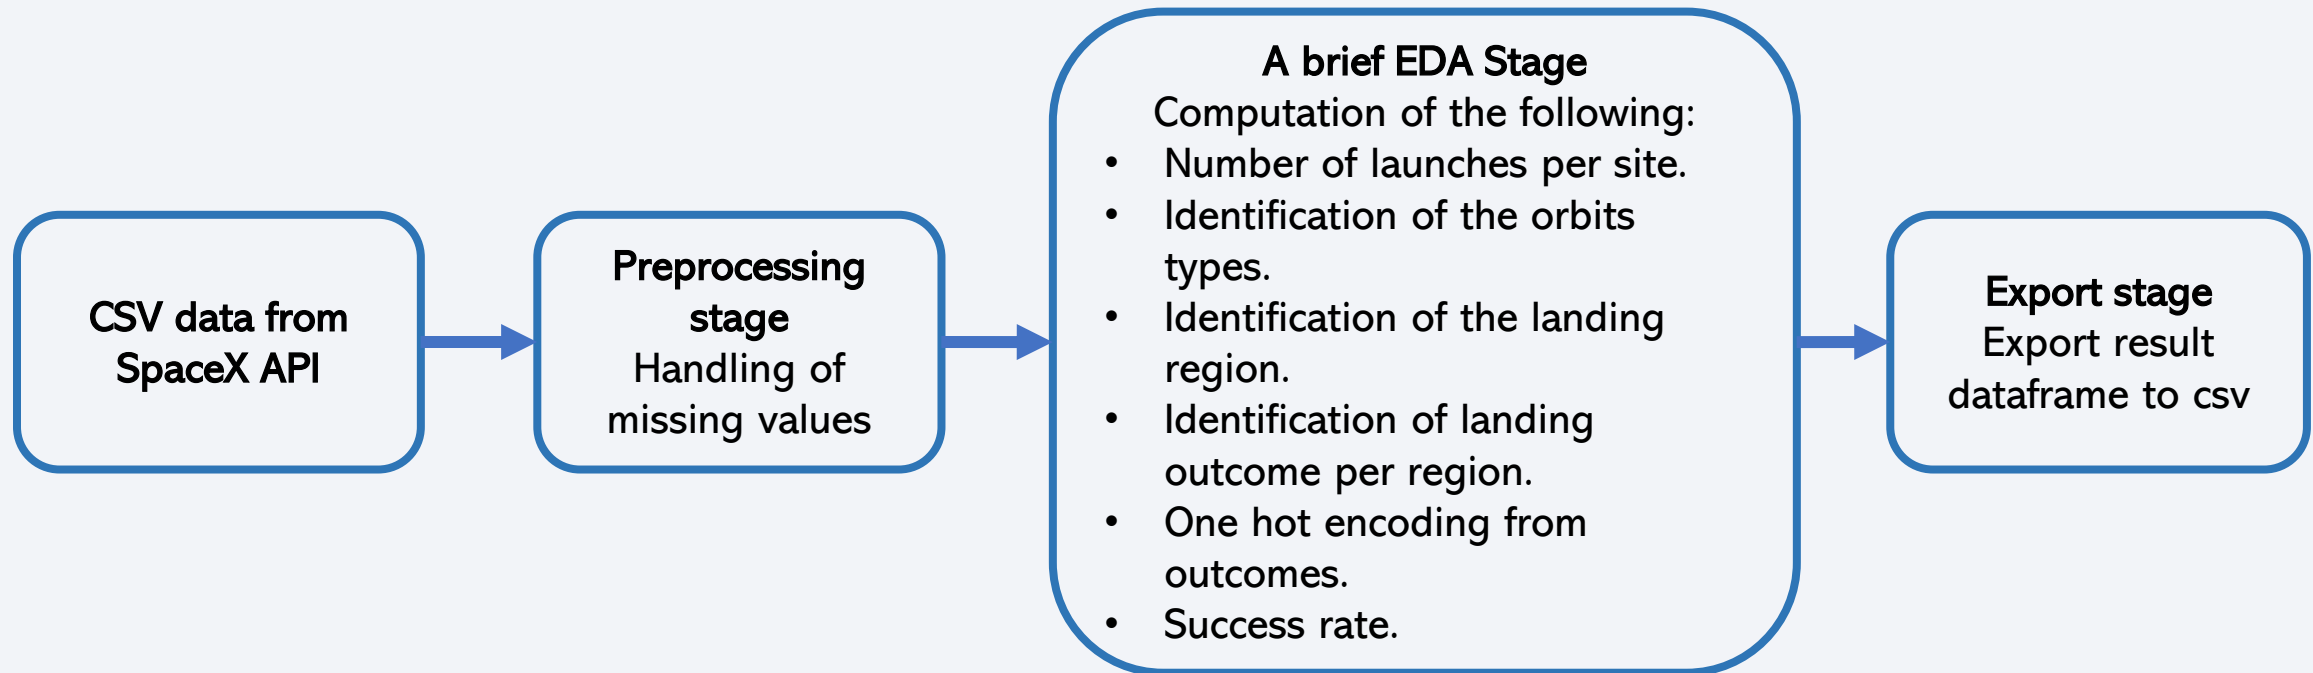 CSV data from
SpaceX API
Preprocessing
stage
Handling of
missing values
A brief EDA Stage
Computation of the following:
• Number of launches per site.
• Identification of the orbits
types.
• Identification of the landing
region.
• Identification of landing
outcome per region.
• One hot encoding from
outcomes.
• Success rate.
Export stage
Export result
dataframe to csv